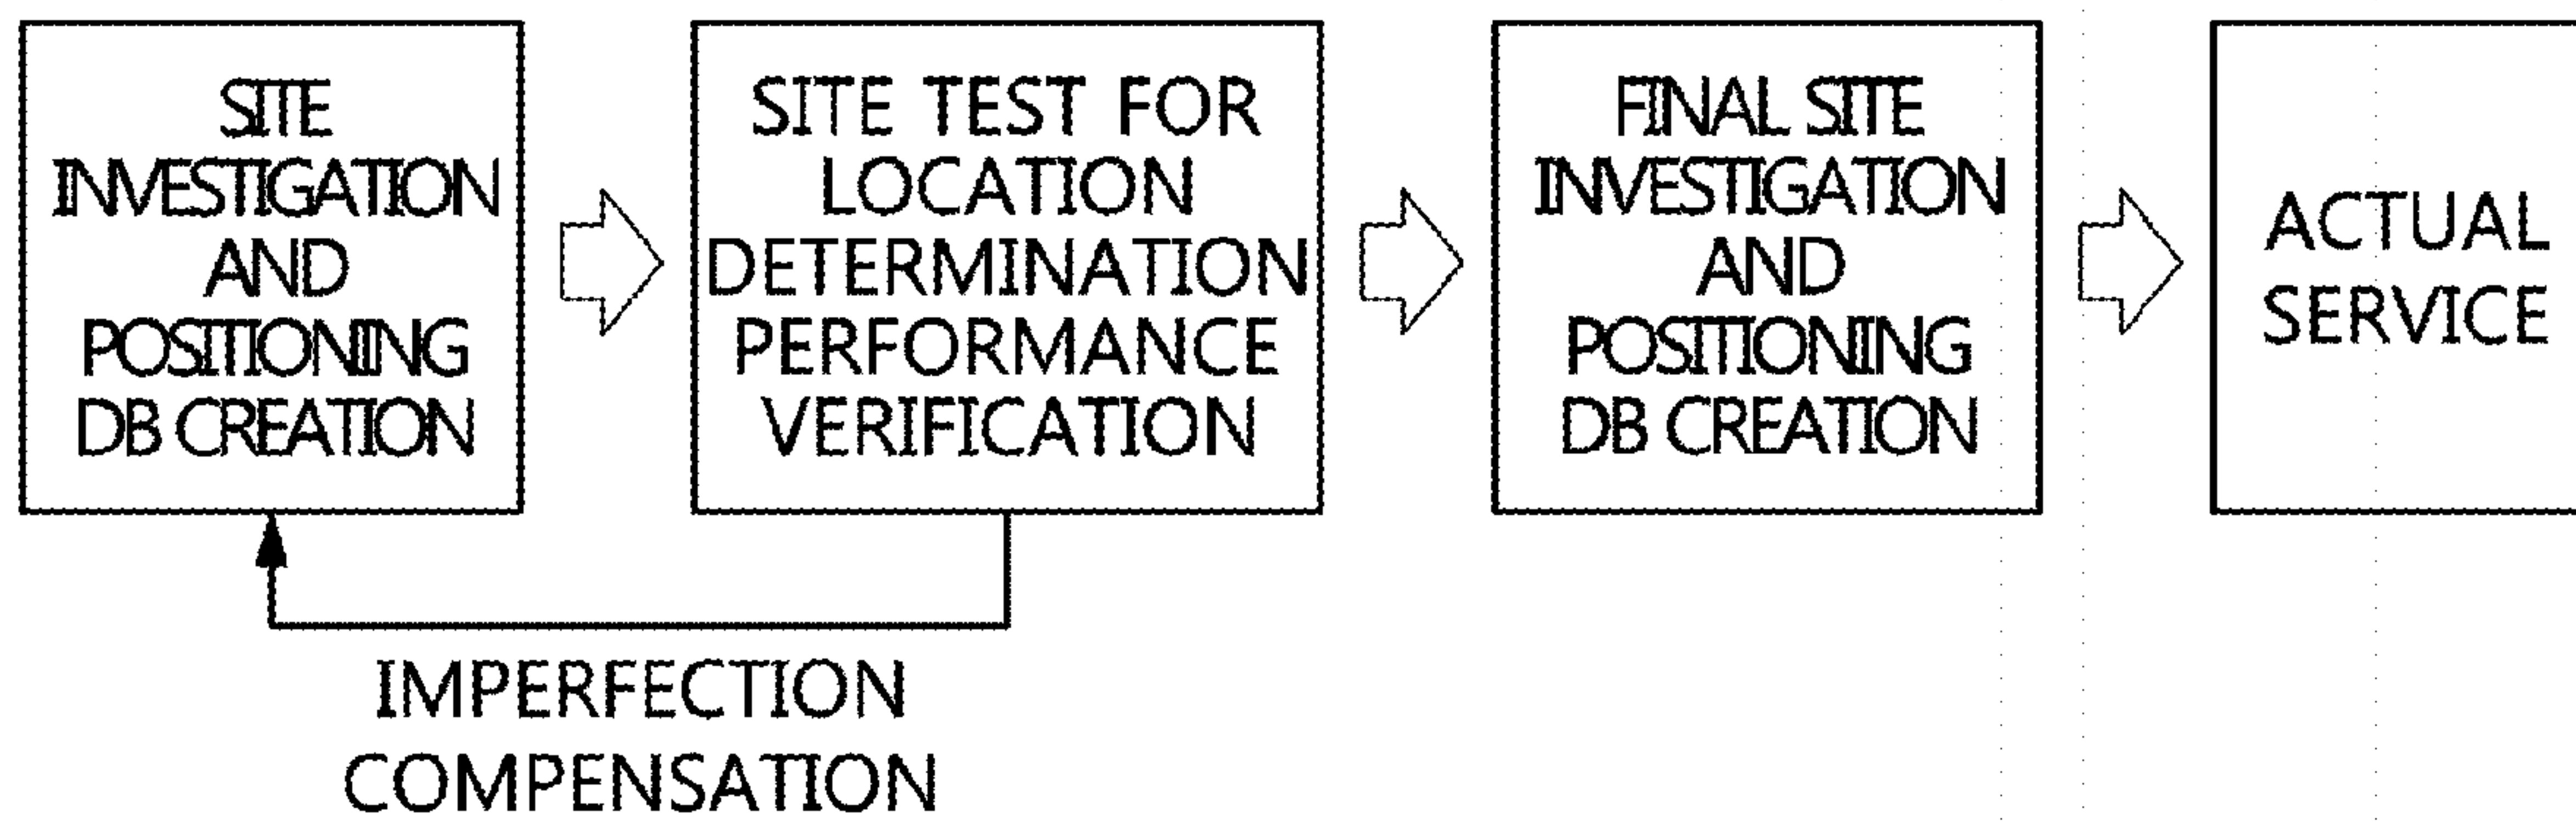 SITE
INVESTIGATION
AND
POSITIONING
DB CREATION
SITE TEST FOR
LOCATION
DETERMINATION
PERFORMANCE
VERIFICATION
FINAL SITE
INVESTIGATION
AND
POSITIONING
DB CREATION
ACTUAL
SERVICE
IMPERFECTION
COMPENSATION